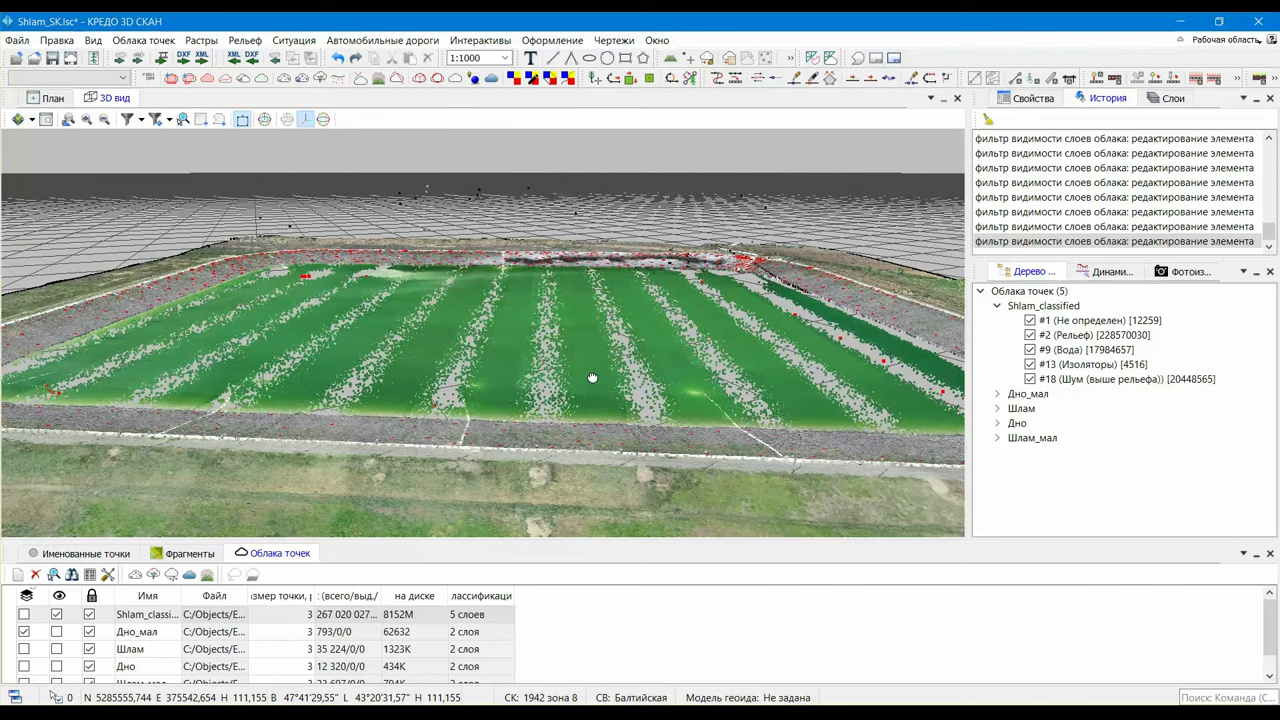 Shlam_SK.lsc* - КРЕДО 3D СКАН
Файл Правка Вид Облака точек Растры Рельеф Ситуация Автомобильные дороги Интерактивы Оформление Чертежи Окно
Рабочая область
DXF XML XML DXF 1:1000
План 3D вид
Свойства История Слои
фильтр видимости слоев облака: редактирование элемента
фильтр видимости слоев облака: редактирование элемента
фильтр видимости слоев облака: редактирование элемента
фильтр видимости слоев облака: редактирование элемента
фильтр видимости слоев облака: редактирование элемента
фильтр видимости слоев облака: редактирование элемента
фильтр видимости слоев облака: редактирование элемента
фильтр видимости слоев облака: редактирование элемента
Дерево ... Динами... Фотоиз...
Облака точек (5)
Shlam_classified
#1 (Не определен) [12259]
#2 (Рельеф) [228570030]
#9 (Вода) [17984657]
#13 (Изоляторы) [4516]
#18 (Шум (выше рельефа)) [20448565]
Дно_мал
Шлам
Дно
Шлам_мал
Именованные точки Фрагменты Облака точек
Имя Файл змер точки, : (всего/выд./ на диске лассификаци
Shlam_classi... C:/Objects/E... 3 267 020 027... 8152M 5 слоев
Дно_мал C:/Objects/E... 3 793/0/0 62632 2 слоя
Шлам C:/Objects/E... 3 35 224/0/0 1323K 2 слоя
Дно C:/Objects/E... 3 12 320/0/0 434K 2 слоя
0 N 5285555,744 E 375542,654 H 111,155 B 47°41'29,55" L 43°20'31,57" H 111,155 СК: 1942 зона 8 СВ: Балтийская Модель геоида: Не задана Поиск: Команда (C...